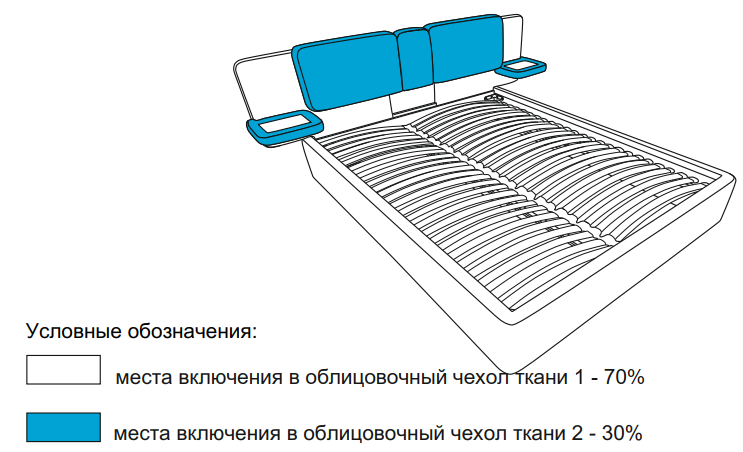 Условные обозначения:
места включения в облицовочный чехол ткани 1 - 70%
места включения в облицовочный чехол ткани 2 - 30%